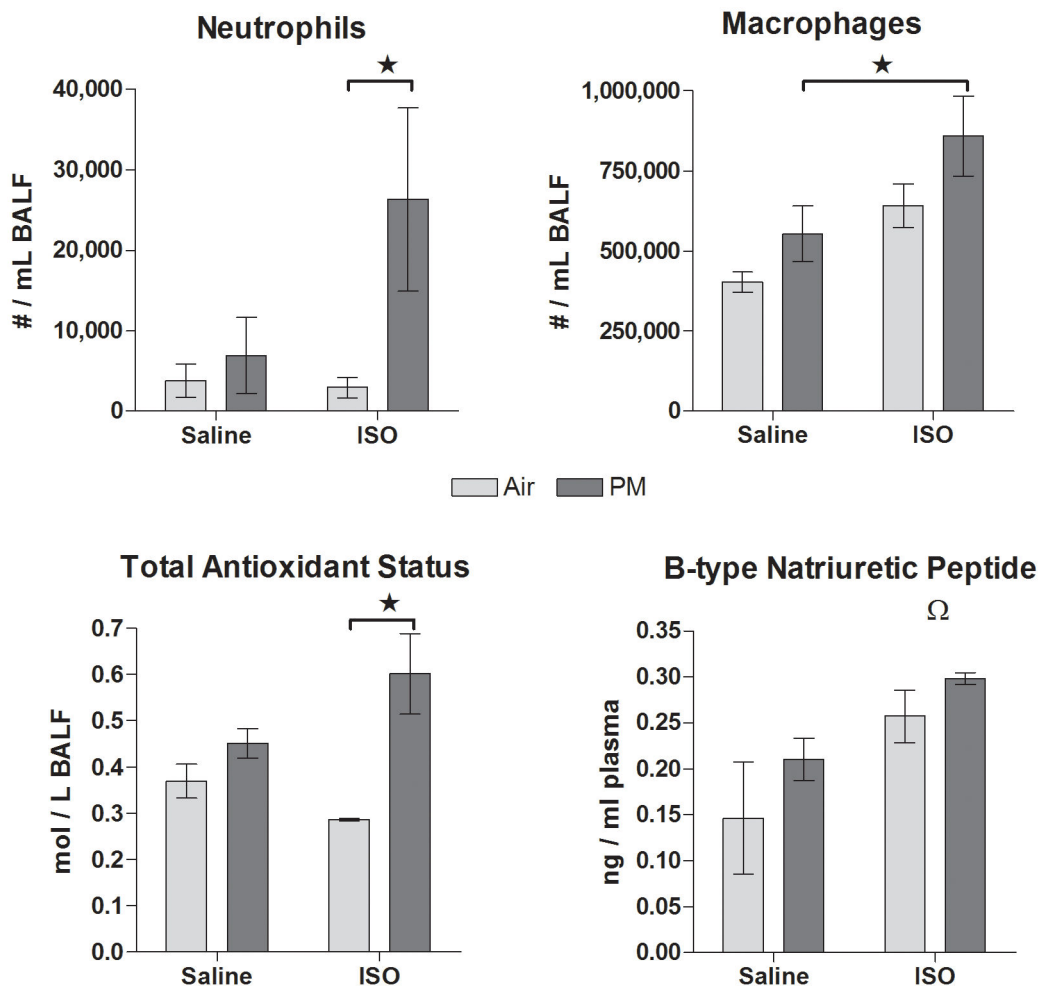 Neutrophils
★
40,000
30,000
20,000
10,000
0
# / mL BALF
Saline
ISO
Macrophages
★
1,000,000
750,000
500,000
250,000
0
# / mL BALF
Saline
ISO
Air
PM
Total Antioxidant Status
★
0.7
0.6
0.5
0.4
0.3
0.2
0.1
0.0
mol / L BALF
Saline
ISO
B-type Natriuretic Peptide
Ω
0.35
0.30
0.25
0.20
0.15
0.10
0.05
0.00
ng / ml plasma
Saline
ISO